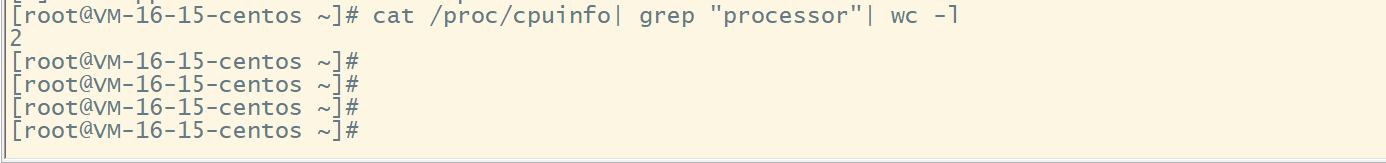 [root@VM-16-15-centos ~]# cat /proc/cpuinfo| grep "processor"| wc -l
2
[root@VM-16-15-centos ~]#
[root@VM-16-15-centos ~]#
[root@VM-16-15-centos ~]#
[root@VM-16-15-centos ~]#